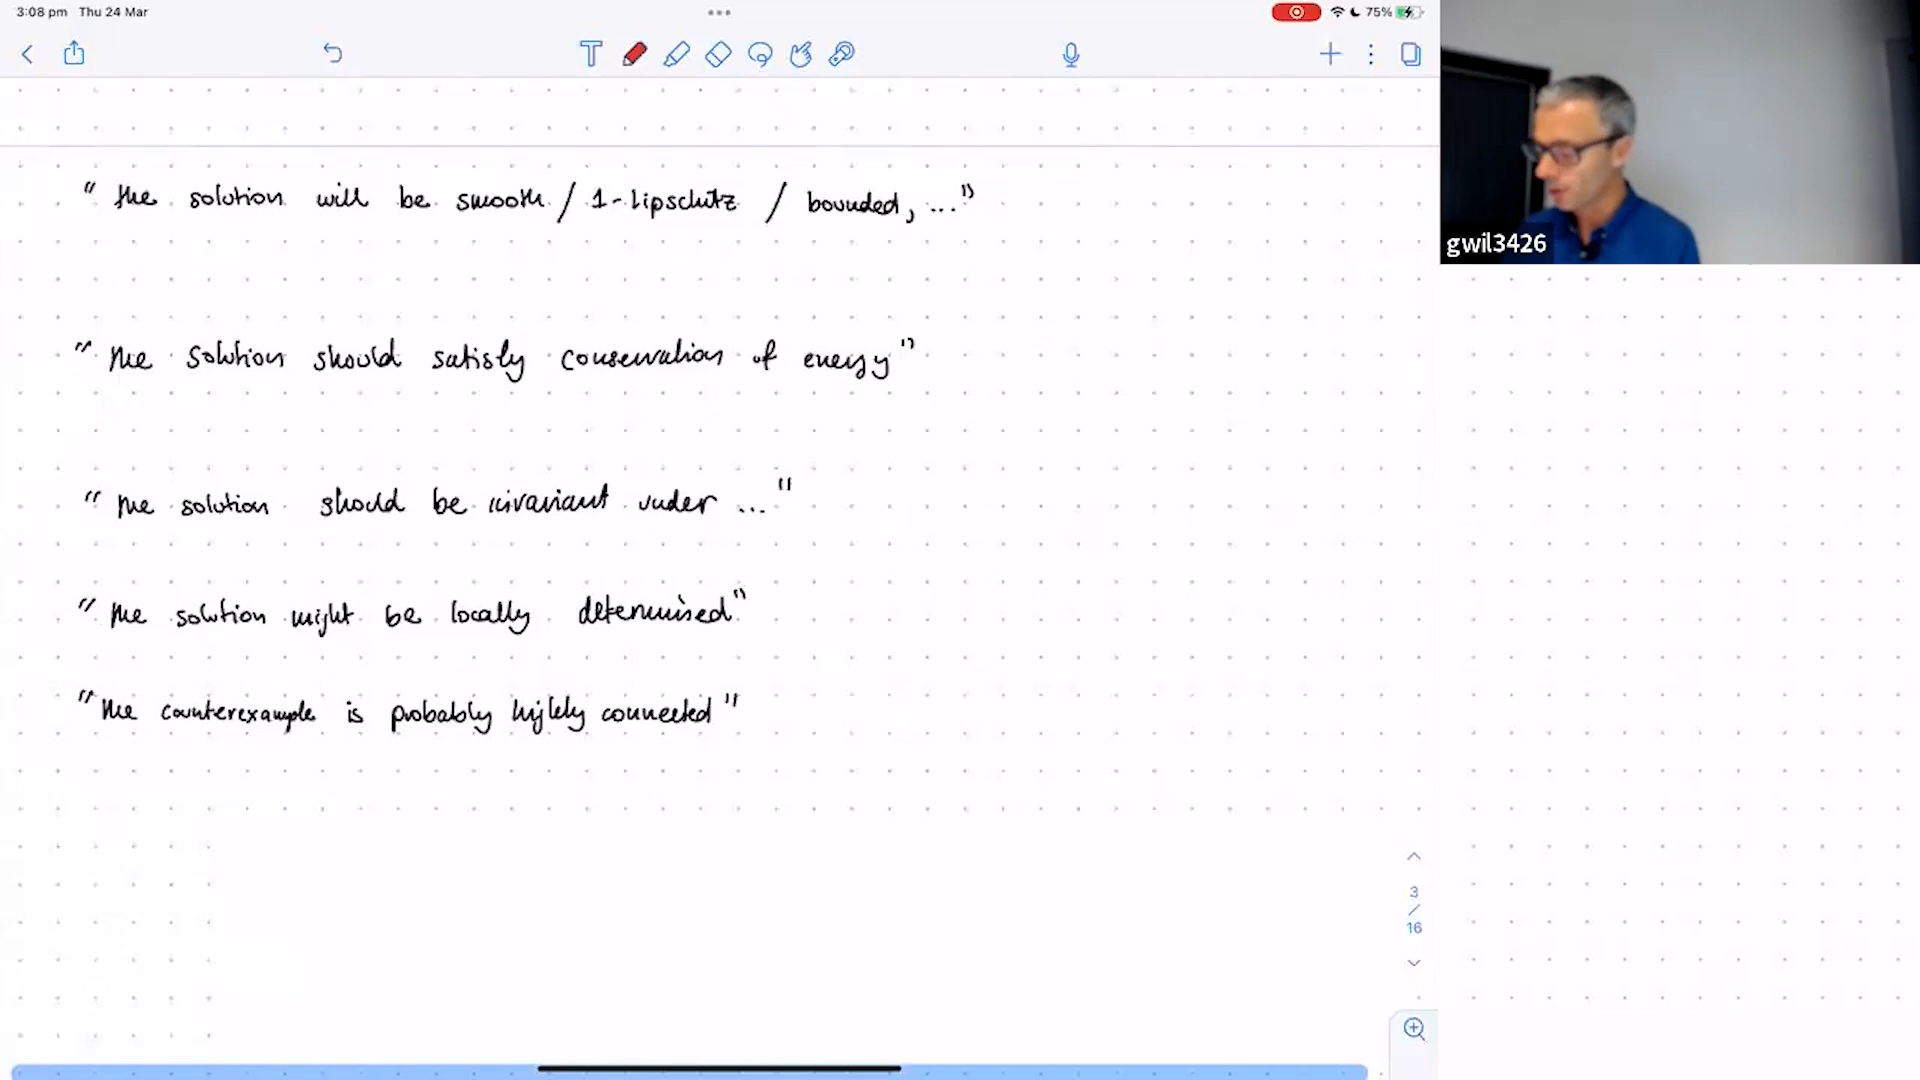 3:08 pm Thu 24 Mar
75%
"the solution will be smooth / 1-Lipschitz / bounded, ..."
gwil3426
"the solution should satisfy conservation of energy"
"the solution should be invariant under ..."
"the solution might be locally determined"
"the counterexample is probably highly connected"
3
/
16